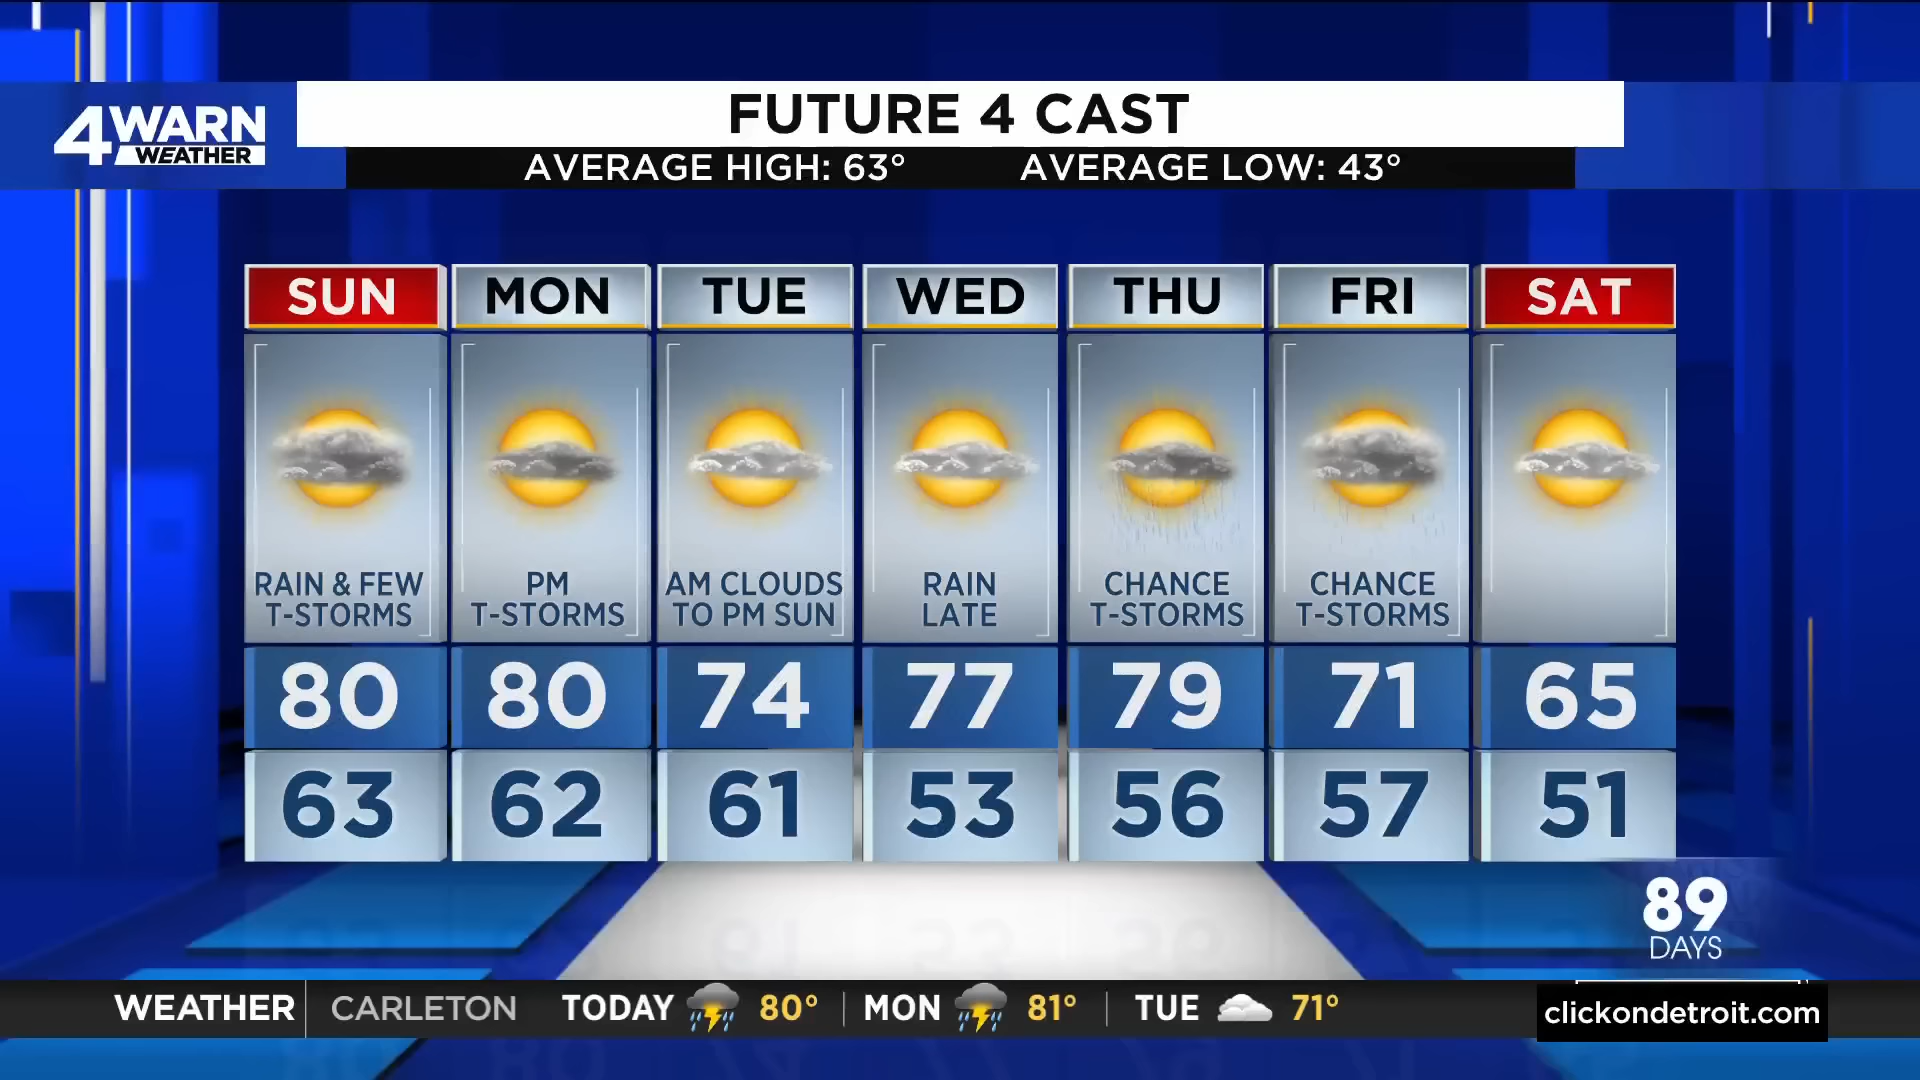 4 WARN
WEATHER
FUTURE 4 CAST
AVERAGE HIGH: 63° AVERAGE LOW: 43°
SUN MON TUE WED THU FRI SAT
RAIN & FEW
T-STORMS
PM
T-STORMS
AM CLOUDS
TO PM SUN
RAIN
LATE
CHANCE
T-STORMS
CHANCE
T-STORMS
80 80 74 77 79 71 65
63 62 61 53 56 57 51
89
DAYS
WEATHER CARLETON TODAY 80° MON 81° TUE 71°
clickondetroit.com